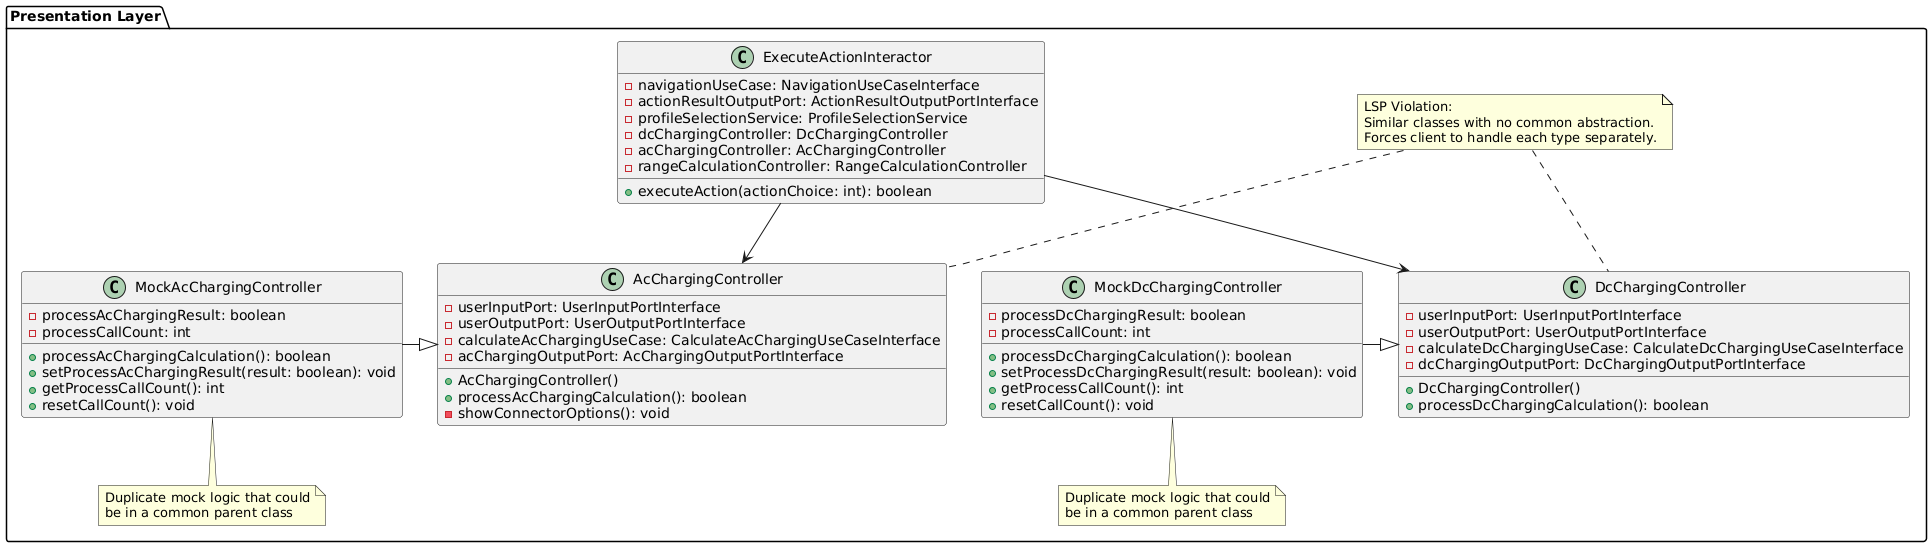 Presentation Layer
C ExecuteActionInteractor
navigationUseCase: NavigationUseCaseInterface
actionResultOutputPort: ActionResultOutputPortInterface
profileSelectionService: ProfileSelectionService
dcChargingController: DcChargingController
acChargingController: AcChargingController
rangeCalculationController: RangeCalculationController
executeAction(actionChoice: int): boolean
LSP Violation:
Similar classes with no common abstraction.
Forces client to handle each type separately.
C MockAcChargingController
processAcChargingResult: boolean
processCallCount: int
processAcChargingCalculation(): boolean
setProcessAcChargingResult(result: boolean): void
getProcessCallCount(): int
resetCallCount(): void
C AcChargingController
userInputPort: UserInputPortInterface
userOutputPort: UserOutputPortInterface
calculateAcChargingUseCase: CalculateAcChargingUseCaseInterface
acChargingOutputPort: AcChargingOutputPortInterface
AcChargingController()
processAcChargingCalculation(): boolean
showConnectorOptions(): void
C MockDcChargingController
processDcChargingResult: boolean
processCallCount: int
processDcChargingCalculation(): boolean
setProcessDcChargingResult(result: boolean): void
getProcessCallCount(): int
resetCallCount(): void
C DcChargingController
userInputPort: UserInputPortInterface
userOutputPort: UserOutputPortInterface
calculateDcChargingUseCase: CalculateDcChargingUseCaseInterface
dcChargingOutputPort: DcChargingOutputPortInterface
DcChargingController()
processDcChargingCalculation(): boolean
Duplicate mock logic that could
be in a common parent class
Duplicate mock logic that could
be in a common parent class